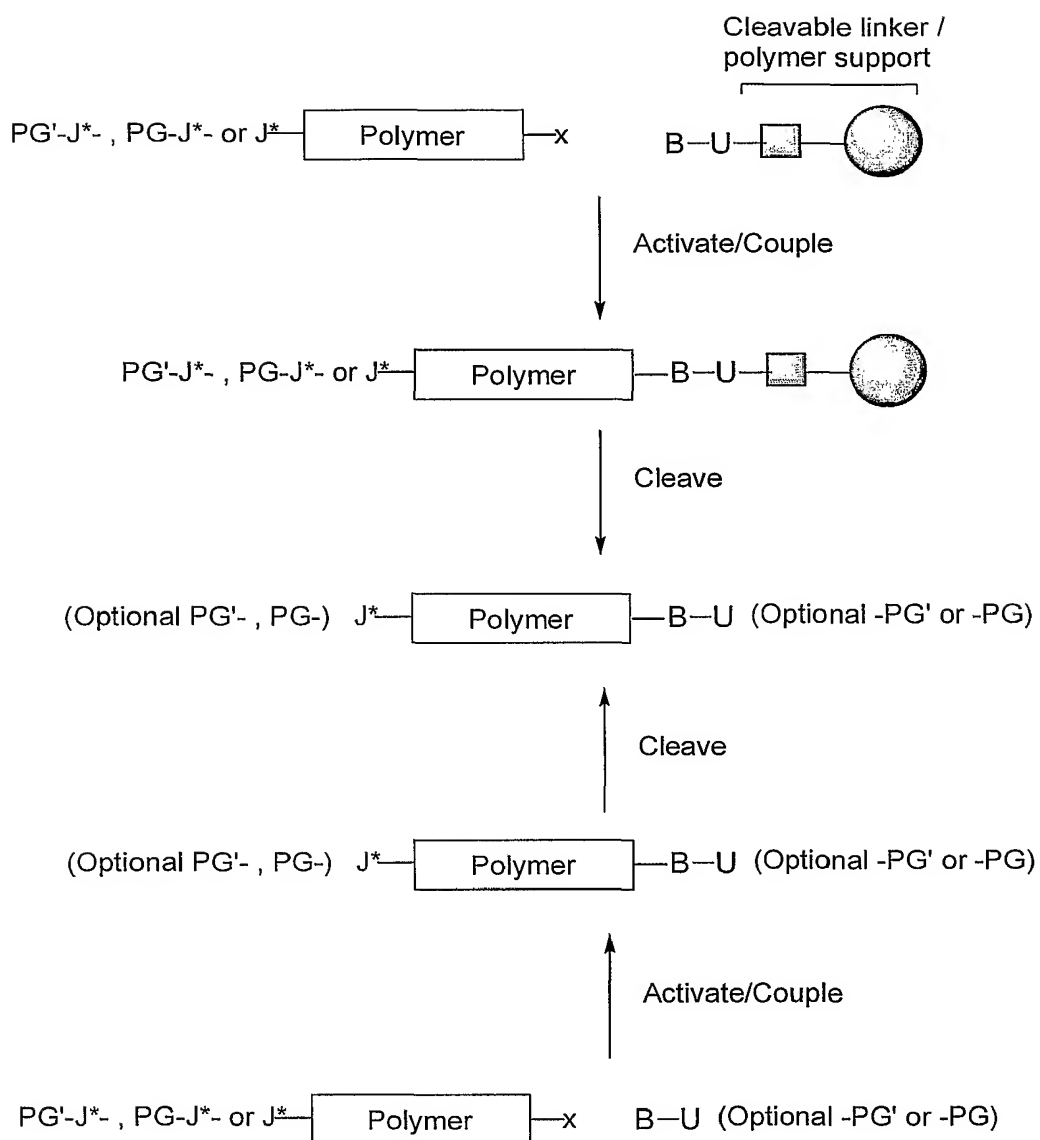 Cleavable linker /
polymer support
PG'-J*- , PG-J*- or J* Polymer x B–U
Activate/Couple
PG'-J*- , PG-J*- or J* Polymer B–U
Cleave
(Optional PG'- , PG-) J* Polymer B–U (Optional -PG' or -PG)
Cleave
(Optional PG'- , PG-) J* Polymer B–U (Optional -PG' or -PG)
Activate/Couple
PG'-J*- , PG-J*- or J* Polymer x B–U (Optional -PG' or -PG)